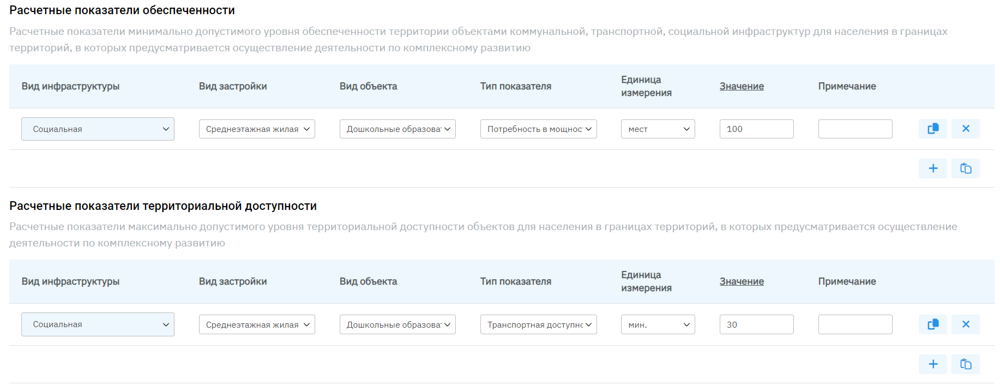 Расчетные показатели обеспеченности
Расчетные показатели минимально допустимого уровня обеспеченности территории объектами коммунальной, транспортной, социальной инфраструктур для населения в границах
территорий, в которых предусматривается осуществление деятельности по комплексному развитию
Вид инфраструктуры Вид застройки Вид объекта Тип показателя Единица измерения Значение Примечание
Социальная Среднеэтажная жилая Дошкольные образоват Потребность в мощнос мест 100
Расчетные показатели территориальной доступности
Расчетные показатели максимально допустимого уровня территориальной доступности объектов для населения в границах территорий, в которых предусматривается осуществление
деятельности по комплексному развитию
Вид инфраструктуры Вид застройки Вид объекта Тип показателя Единица измерения Значение Примечание
Социальная Среднеэтажная жилая Дошкольные образоват Транспортная доступно мин. 30